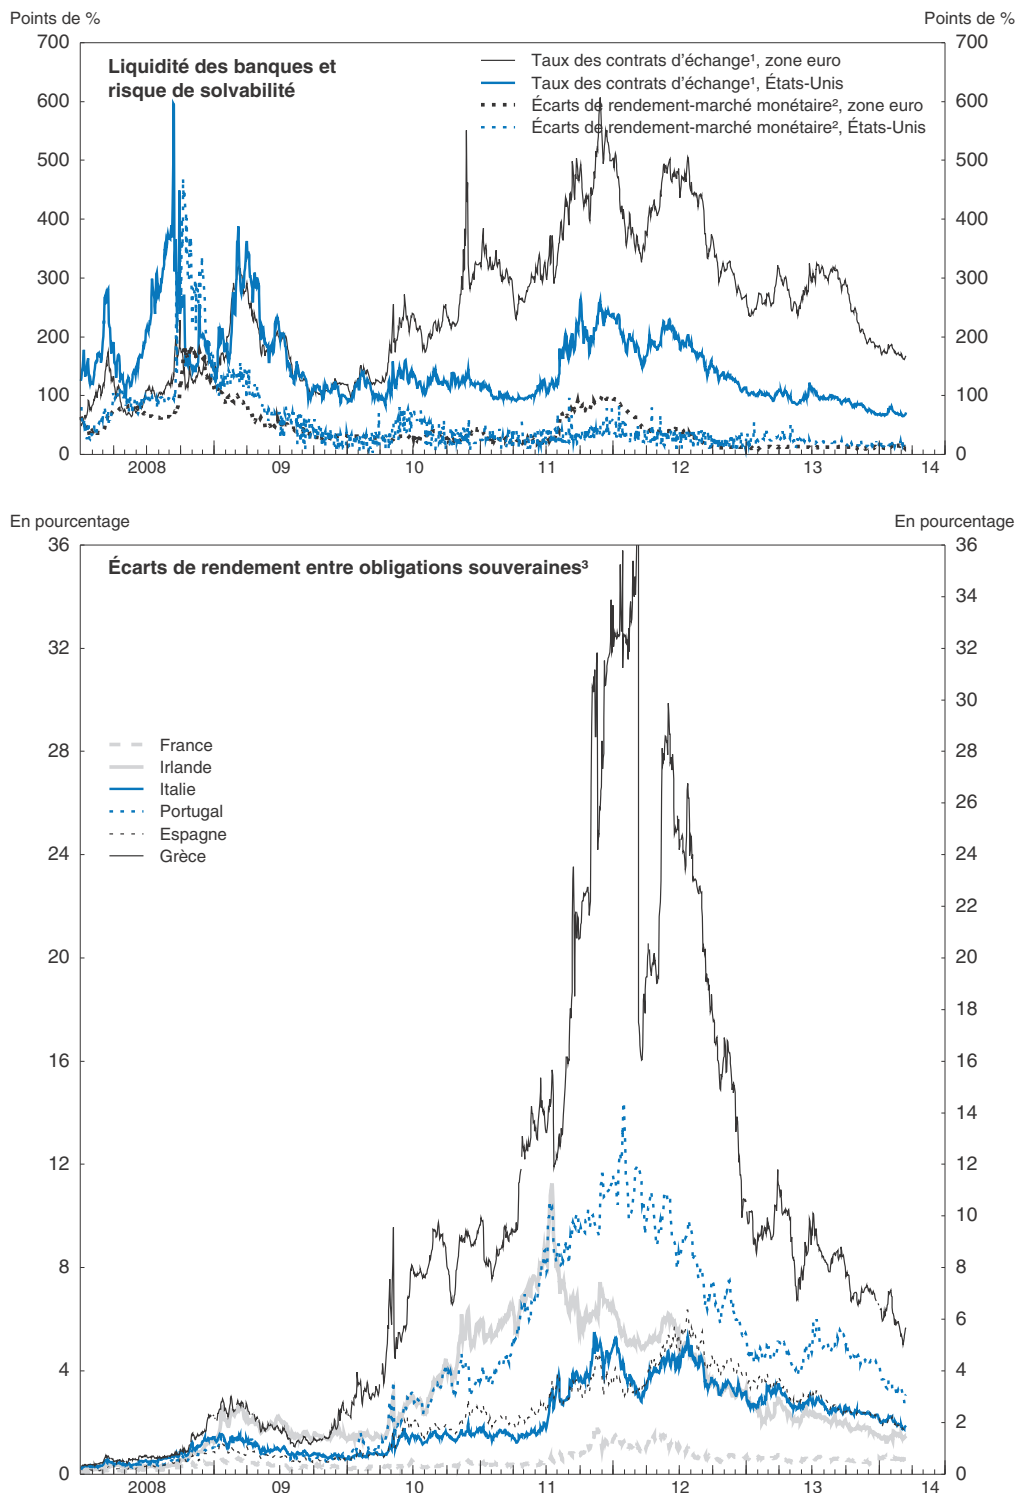 Points de % Points de %
700 700
Liquidité des banques et
risque de solvabilité
Taux des contrats d'échange¹, zone euro
Taux des contrats d'échange¹, États-Unis
Écarts de rendement-marché monétaire², zone euro
Écarts de rendement-marché monétaire², États-Unis
600 600
500 500
400 400
300 300
200 200
100 100
0 0
2008 09 10 11 12 13 14
En pourcentage En pourcentage
36 36
Écarts de rendement entre obligations souveraines³
34
32 32
30
France
28 28
Irlande
Italie
26
Portugal
Espagne
24 24
Grèce
22
20 20
18
16 16
14
12 12
10
8 8
6
4 4
2
0 0
2008 09 10 11 12 13 14